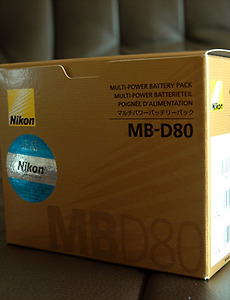 MULTI-POWER BATTERY PACK
MULTI-POWER BATTERIETEIL
POIGNÉE D'ALIMENTATION
マルチパワーバッテリーパック
MB-D80
Nikon
Nikon
MBD80